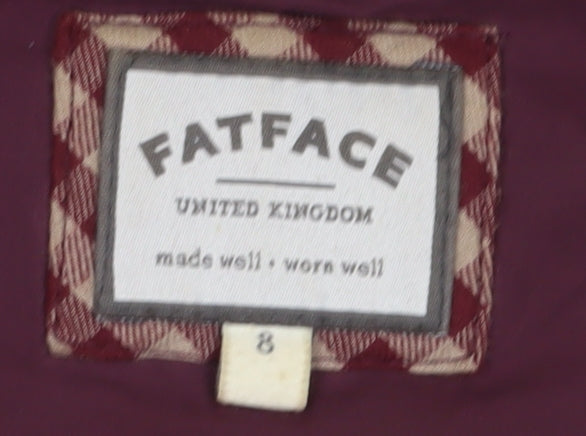 FATFACE
UNITED KINGDOM
made well • worn well
8